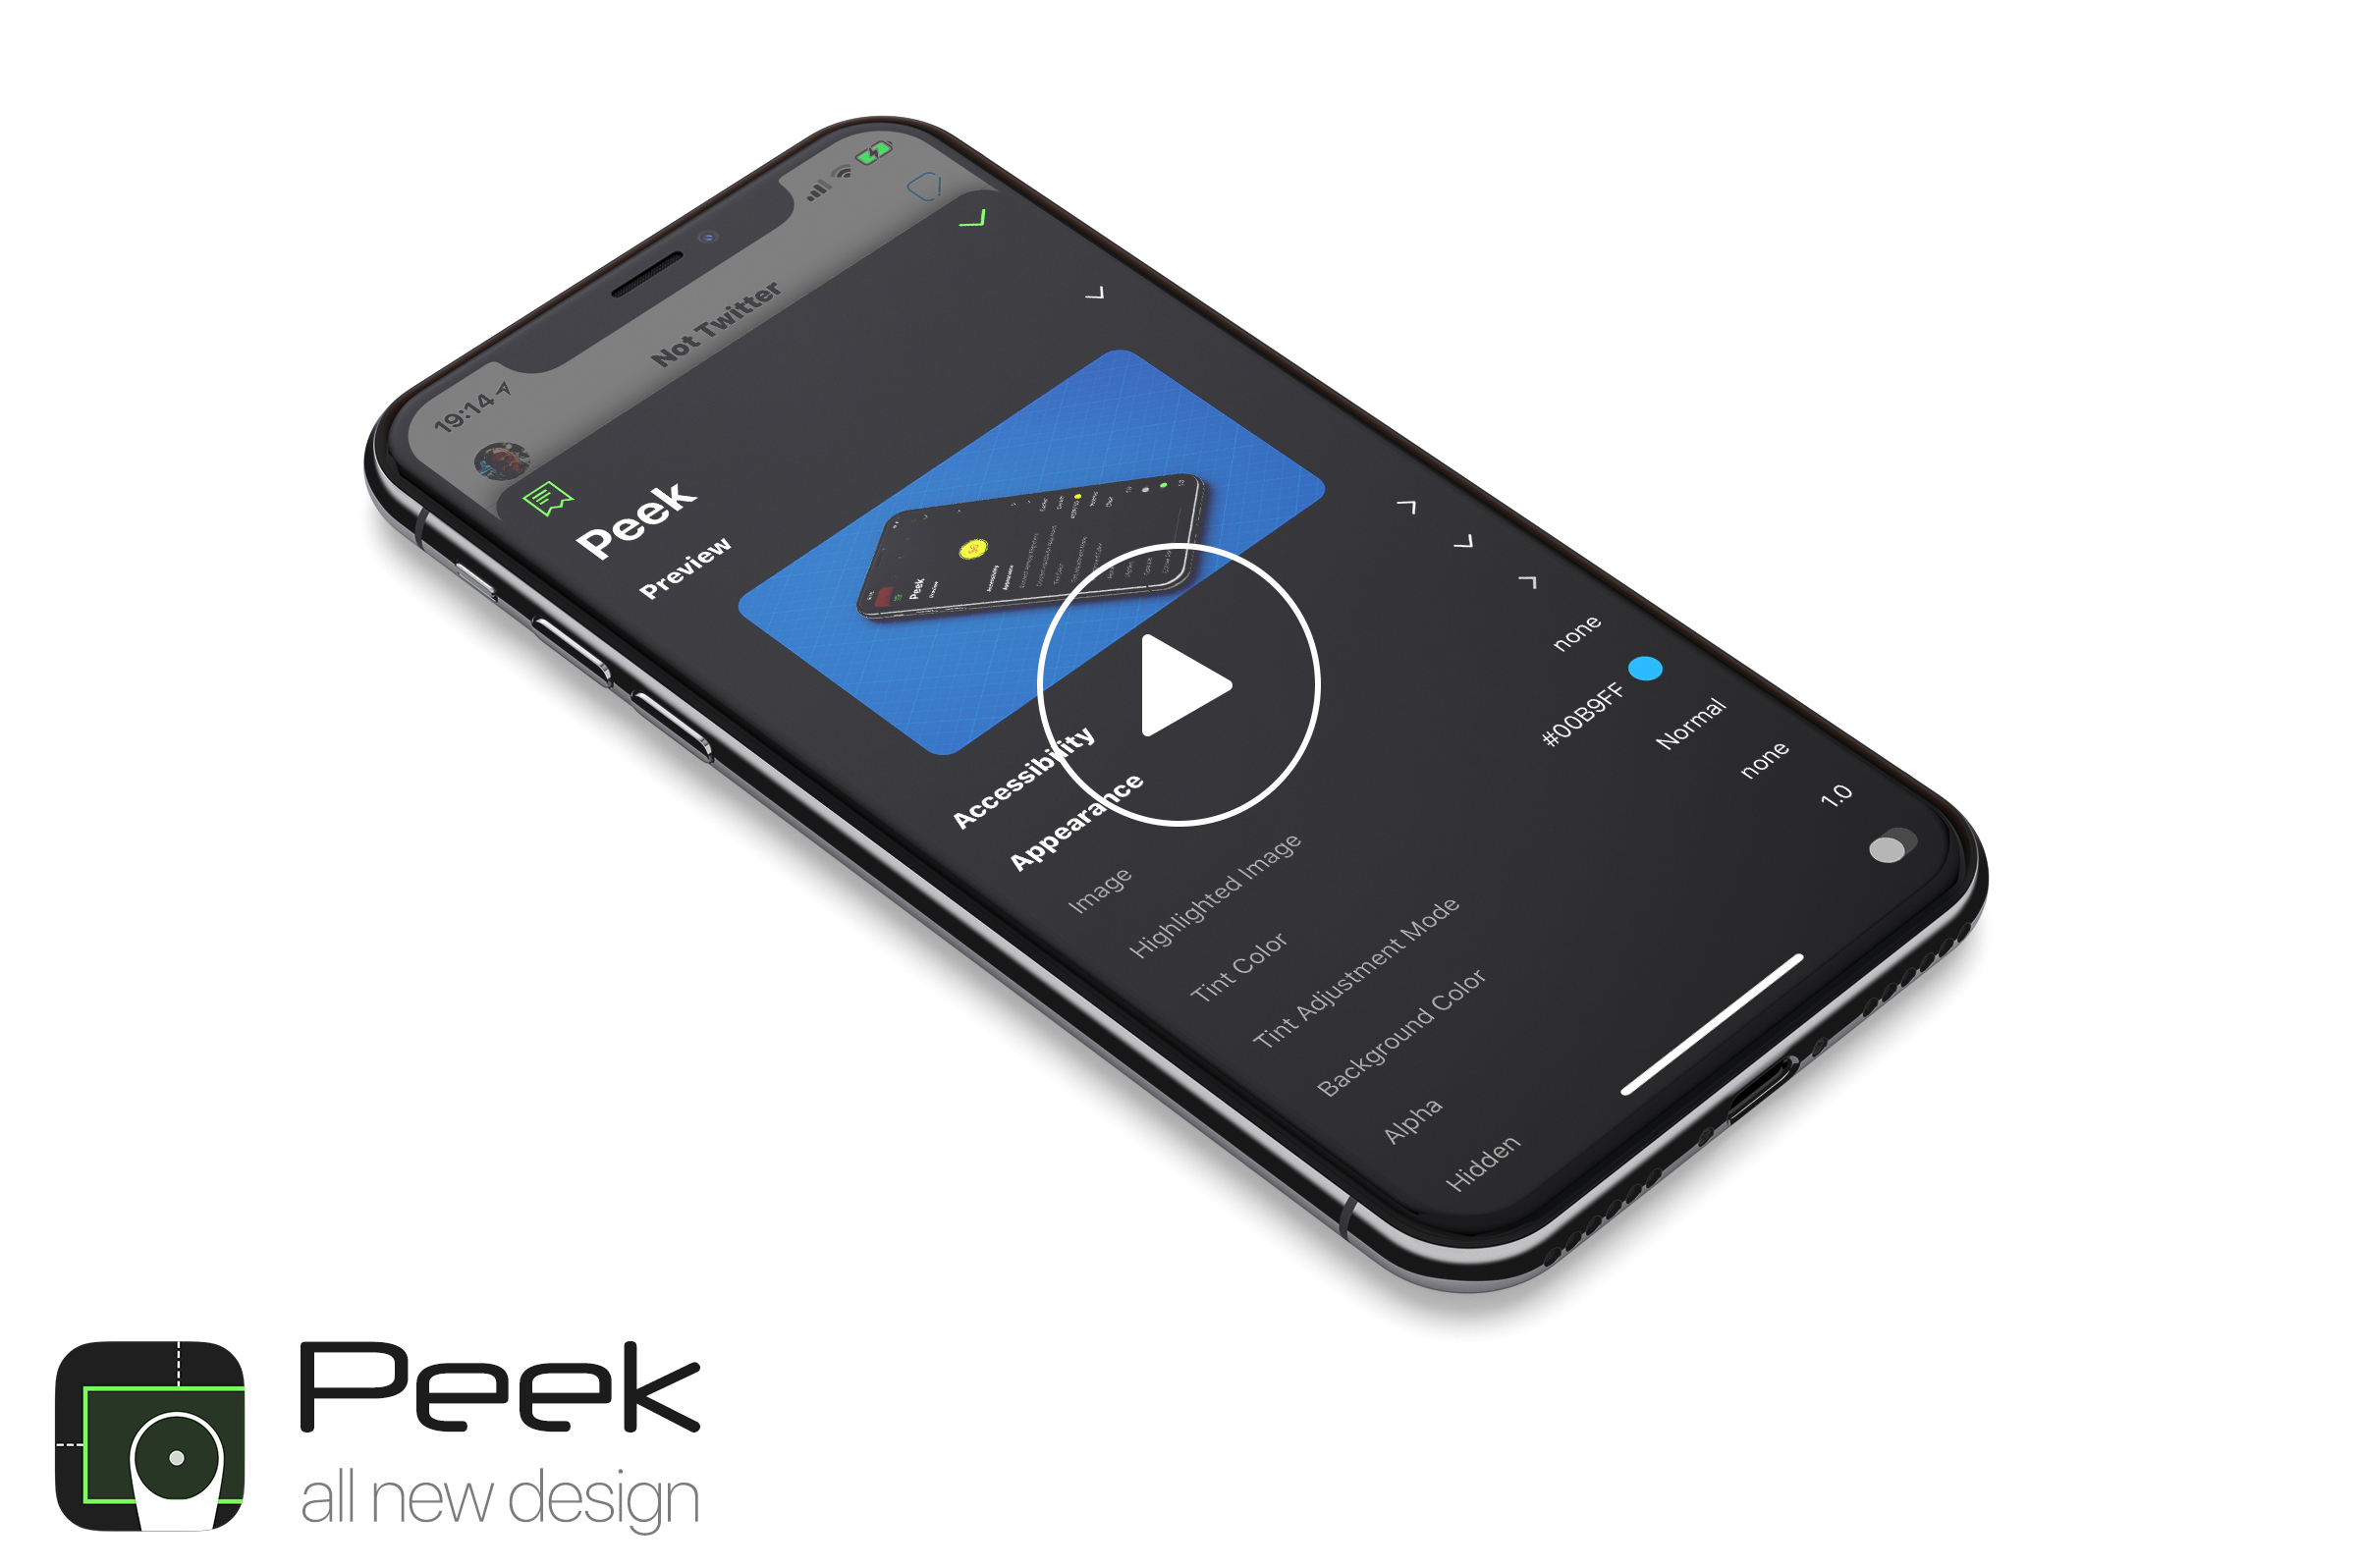 19:14
Not Twitter
Peek
Preview
Peek
Accessibility
Appearance
Image
Highlighted Image none
Tint Color #00B9FF
Tint Adjustment Mode Normal
Background Color none
Alpha 1.0
Hidden
Peek
all new design